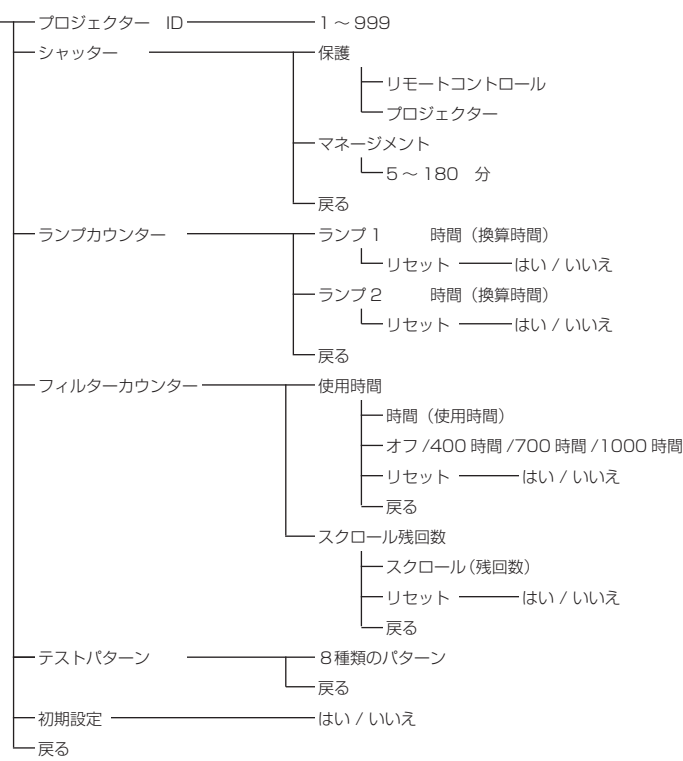 プロジェクター　ID 1 ～ 999
シャッター 保護
リモートコントロール
プロジェクター
マネージメント
5 ～ 180　分
戻る
ランプカウンター ランプ 1 時間（換算時間）
リセット はい / いいえ
ランプ 2 時間（換算時間）
リセット はい / いいえ
戻る
フィルターカウンター 使用時間
時間（使用時間）
オフ /400 時間 /700 時間 /1000 時間
リセット はい / いいえ
戻る
スクロール残回数
スクロール（残回数）
リセット はい / いいえ
戻る
テストパターン 8種類のパターン
戻る
初期設定 はい / いいえ
戻る